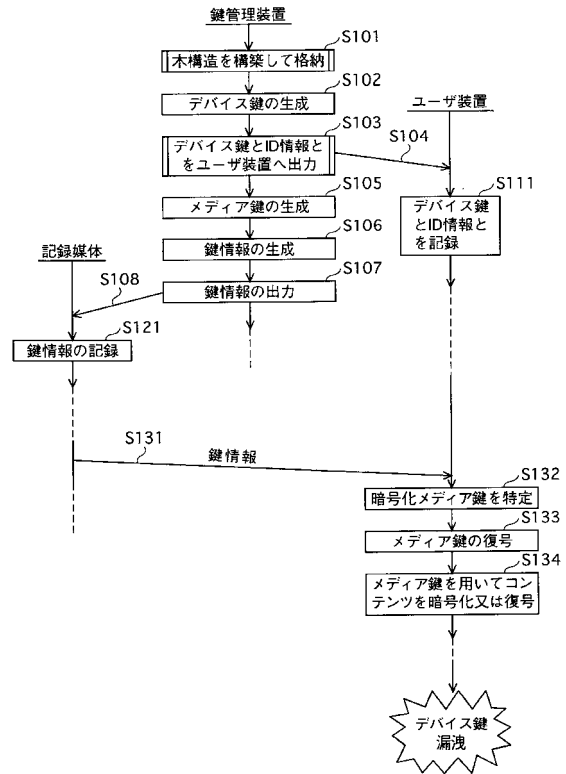 鍵管理装置
S101
木構造を構築して格納
S102
デバイス鍵の生成
ユーザ装置
S103
デバイス鍵とID情報と
をユーザ装置へ出力
S104
S105
メディア鍵の生成
S111
デバイス鍵
とID情報と
を記録
S106
鍵情報の生成
記録媒体
S107
鍵情報の出力
S108
S121
鍵情報の記録
S131
鍵情報
S132
暗号化メディア鍵を特定
S133
メディア鍵の復号
S134
メディア鍵を用いてコン
テンツを暗号化又は復号
デバイス鍵
漏洩